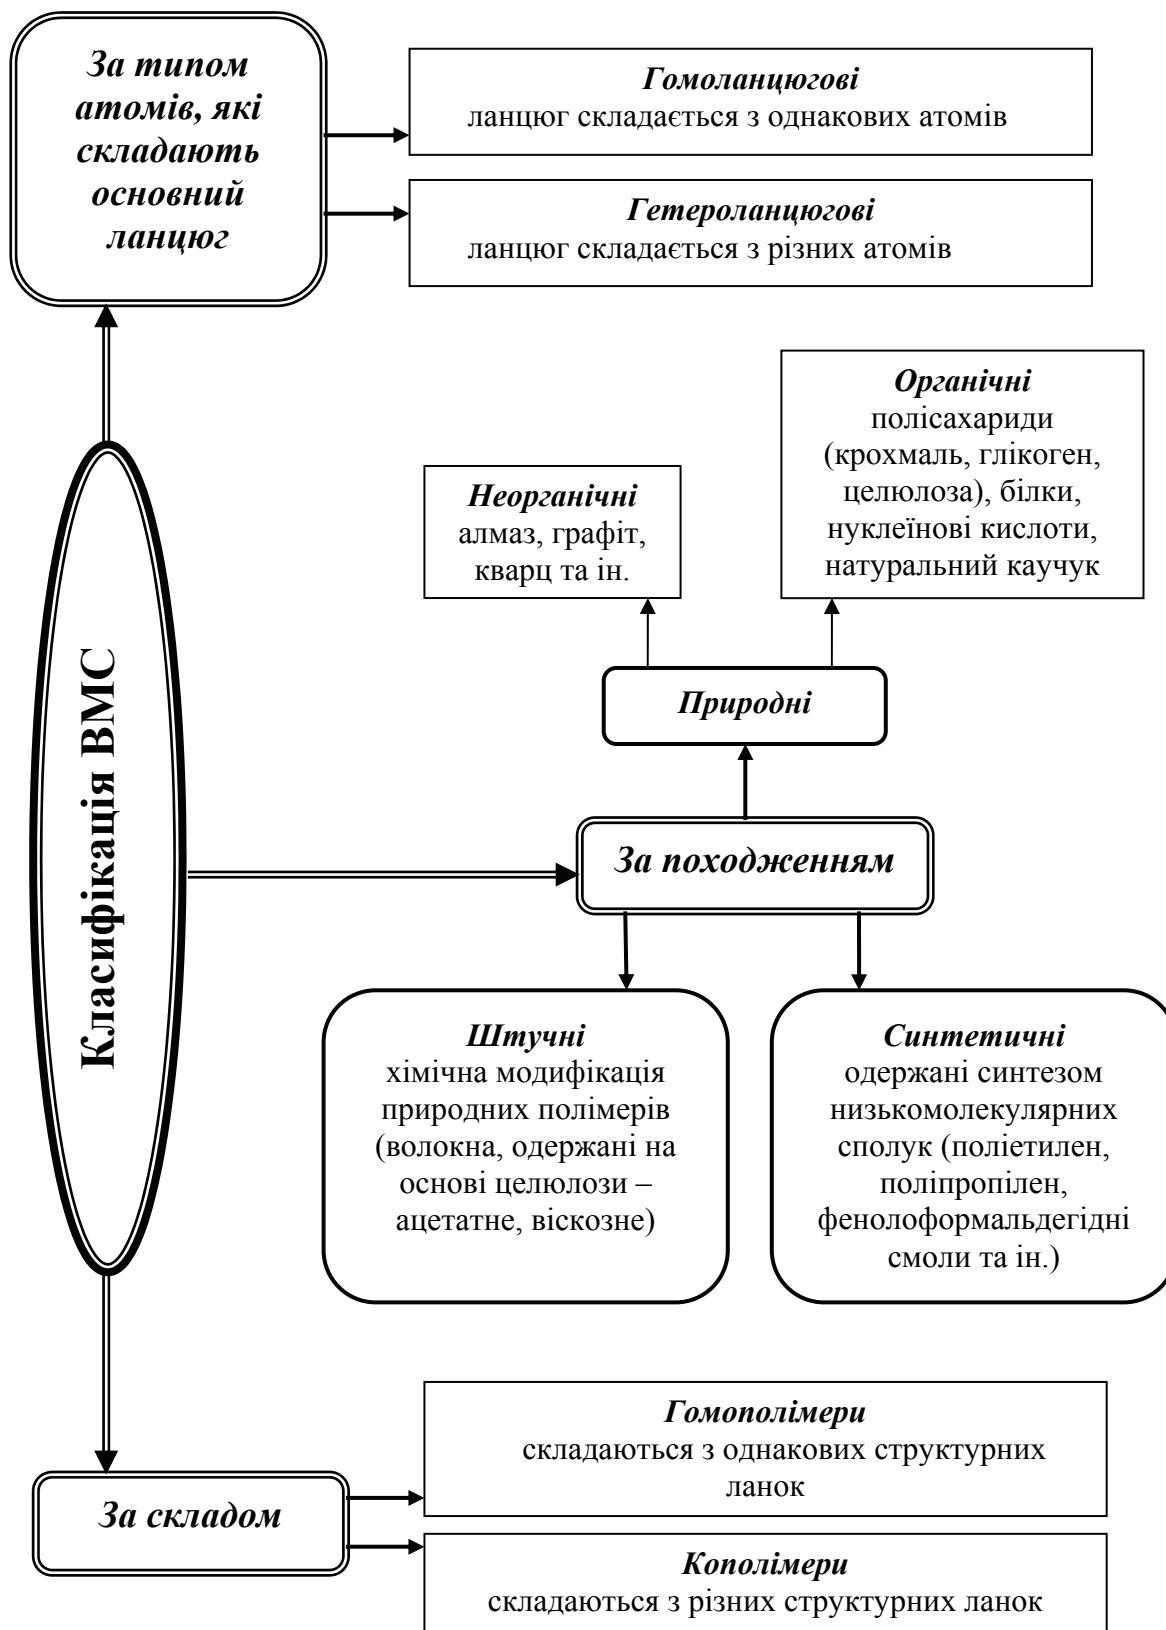 За типом
атомів, які
складають
основний
ланцюг
Гомоланцюгові
ланцюг складається з однакових атомів
Гетероланцюгові
ланцюг складається з різних атомів
Органічні
полісахариди
(крохмаль, глікоген,
целюлоза), білки,
нуклеїнові кислоти,
натуральний каучук
Неорганічні
алмаз, графіт,
кварц та ін.
Природні
Класифікація ВМС
За походженням
Штучні
хімічна модифікація
природних полімерів
(волокна, одержані на
основі целюлози –
ацетатне, віскозне)
Синтетичні
одержані синтезом
низькомолекулярних
сполук (поліетилен,
поліпропілен,
фенолоформальдегідні
смоли та ін.)
За складом
Гомополімери
складаються з однакових структурних
ланок
Кополімери
складаються з різних структурних ланок